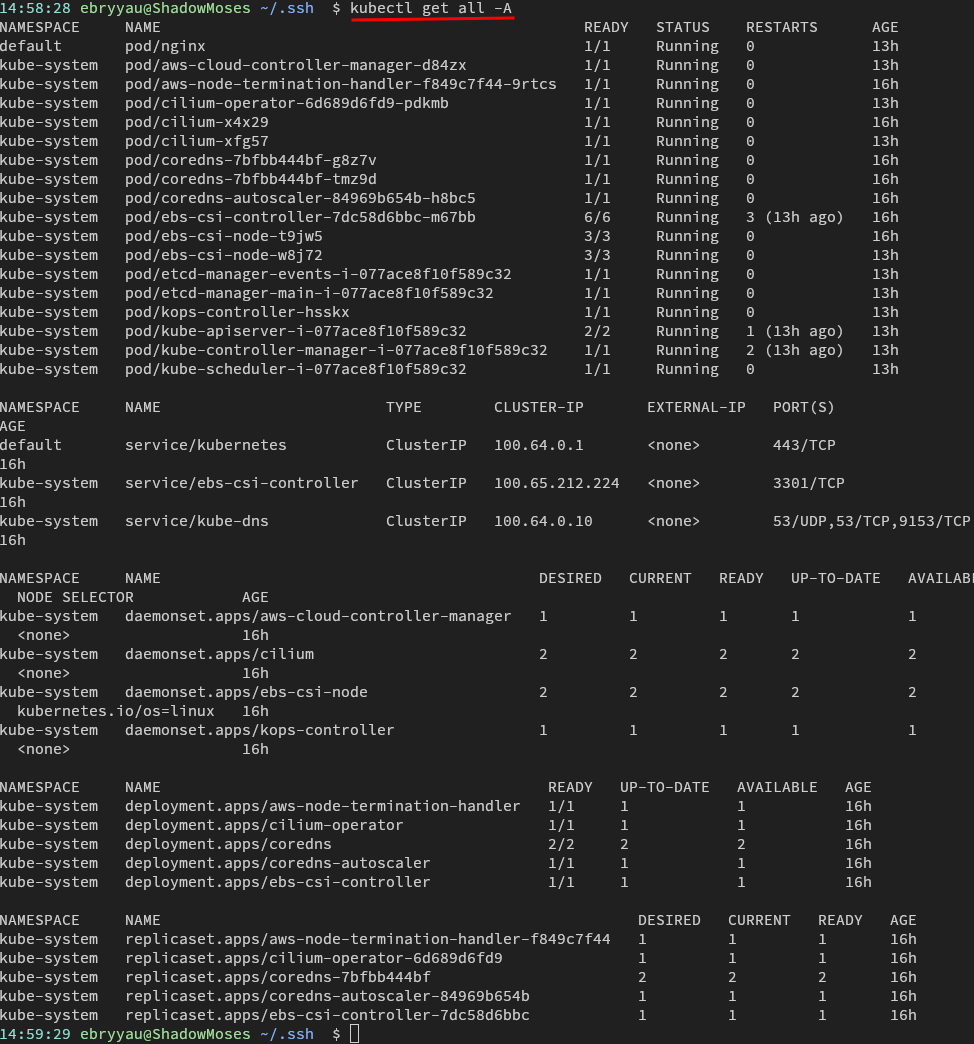 14:58:28 ebryyau@ShadowMoses ~/.ssh  $ kubectl get all -A
NAMESPACE     NAME                                               READY   STATUS    RESTARTS      AGE
default       pod/nginx                                          1/1     Running   0             13h
kube-system   pod/aws-cloud-controller-manager-d84zx             1/1     Running   0             13h
kube-system   pod/aws-node-termination-handler-f849c7f44-9rtcs   1/1     Running   0             16h
kube-system   pod/cilium-operator-6d689d6fd9-pdkmb               1/1     Running   0             13h
kube-system   pod/cilium-x4x29                                   1/1     Running   0             16h
kube-system   pod/cilium-xfg57                                   1/1     Running   0             13h
kube-system   pod/coredns-7bfbb444bf-g8z7v                       1/1     Running   0             16h
kube-system   pod/coredns-7bfbb444bf-tmz9d                       1/1     Running   0             16h
kube-system   pod/coredns-autoscaler-84969b654b-h8bc5            1/1     Running   0             16h
kube-system   pod/ebs-csi-controller-7dc58d6bbc-m67bb            6/6     Running   3 (13h ago)   16h
kube-system   pod/ebs-csi-node-t9jw5                             3/3     Running   0             16h
kube-system   pod/ebs-csi-node-w8j72                             3/3     Running   0             13h
kube-system   pod/etcd-manager-events-i-077ace8f10f589c32        1/1     Running   0             13h
kube-system   pod/etcd-manager-main-i-077ace8f10f589c32          1/1     Running   0             13h
kube-system   pod/kops-controller-hsskx                          1/1     Running   0             13h
kube-system   pod/kube-apiserver-i-077ace8f10f589c32             2/2     Running   1 (13h ago)   13h
kube-system   pod/kube-controller-manager-i-077ace8f10f589c32    1/1     Running   2 (13h ago)   13h
kube-system   pod/kube-scheduler-i-077ace8f10f589c32             1/1     Running   0             13h
NAMESPACE     NAME                         TYPE        CLUSTER-IP       EXTERNAL-IP   PORT(S)
AGE
default       service/kubernetes           ClusterIP   100.64.0.1       <none>        443/TCP
16h
kube-system   service/ebs-csi-controller   ClusterIP   100.65.212.224   <none>        3301/TCP
16h
kube-system   service/kube-dns             ClusterIP   100.64.0.10      <none>        53/UDP,53/TCP,9153/TCP
16h
NAMESPACE     NAME                                          DESIRED   CURRENT   READY   UP-TO-DATE   AVAILABL
  NODE SELECTOR            AGE
kube-system   daemonset.apps/aws-cloud-controller-manager   1         1         1       1            1
  <none>                   16h
kube-system   daemonset.apps/cilium                         2         2         2       2            2
  <none>                   16h
kube-system   daemonset.apps/ebs-csi-node                   2         2         2       2            2
  kubernetes.io/os=linux   16h
kube-system   daemonset.apps/kops-controller                1         1         1       1            1
  <none>                   16h
NAMESPACE     NAME                                           READY   UP-TO-DATE   AVAILABLE   AGE
kube-system   deployment.apps/aws-node-termination-handler   1/1     1            1           16h
kube-system   deployment.apps/cilium-operator                1/1     1            1           16h
kube-system   deployment.apps/coredns                        2/2     2            2           16h
kube-system   deployment.apps/coredns-autoscaler             1/1     1            1           16h
kube-system   deployment.apps/ebs-csi-controller             1/1     1            1           16h
NAMESPACE     NAME                                                     DESIRED   CURRENT   READY   AGE
kube-system   replicaset.apps/aws-node-termination-handler-f849c7f44   1         1         1       16h
kube-system   replicaset.apps/cilium-operator-6d689d6fd9               1         1         1       16h
kube-system   replicaset.apps/coredns-7bfbb444bf                       2         2         2       16h
kube-system   replicaset.apps/coredns-autoscaler-84969b654b            1         1         1       16h
kube-system   replicaset.apps/ebs-csi-controller-7dc58d6bbc            1         1         1       16h
14:59:29 ebryyau@ShadowMoses ~/.ssh  $